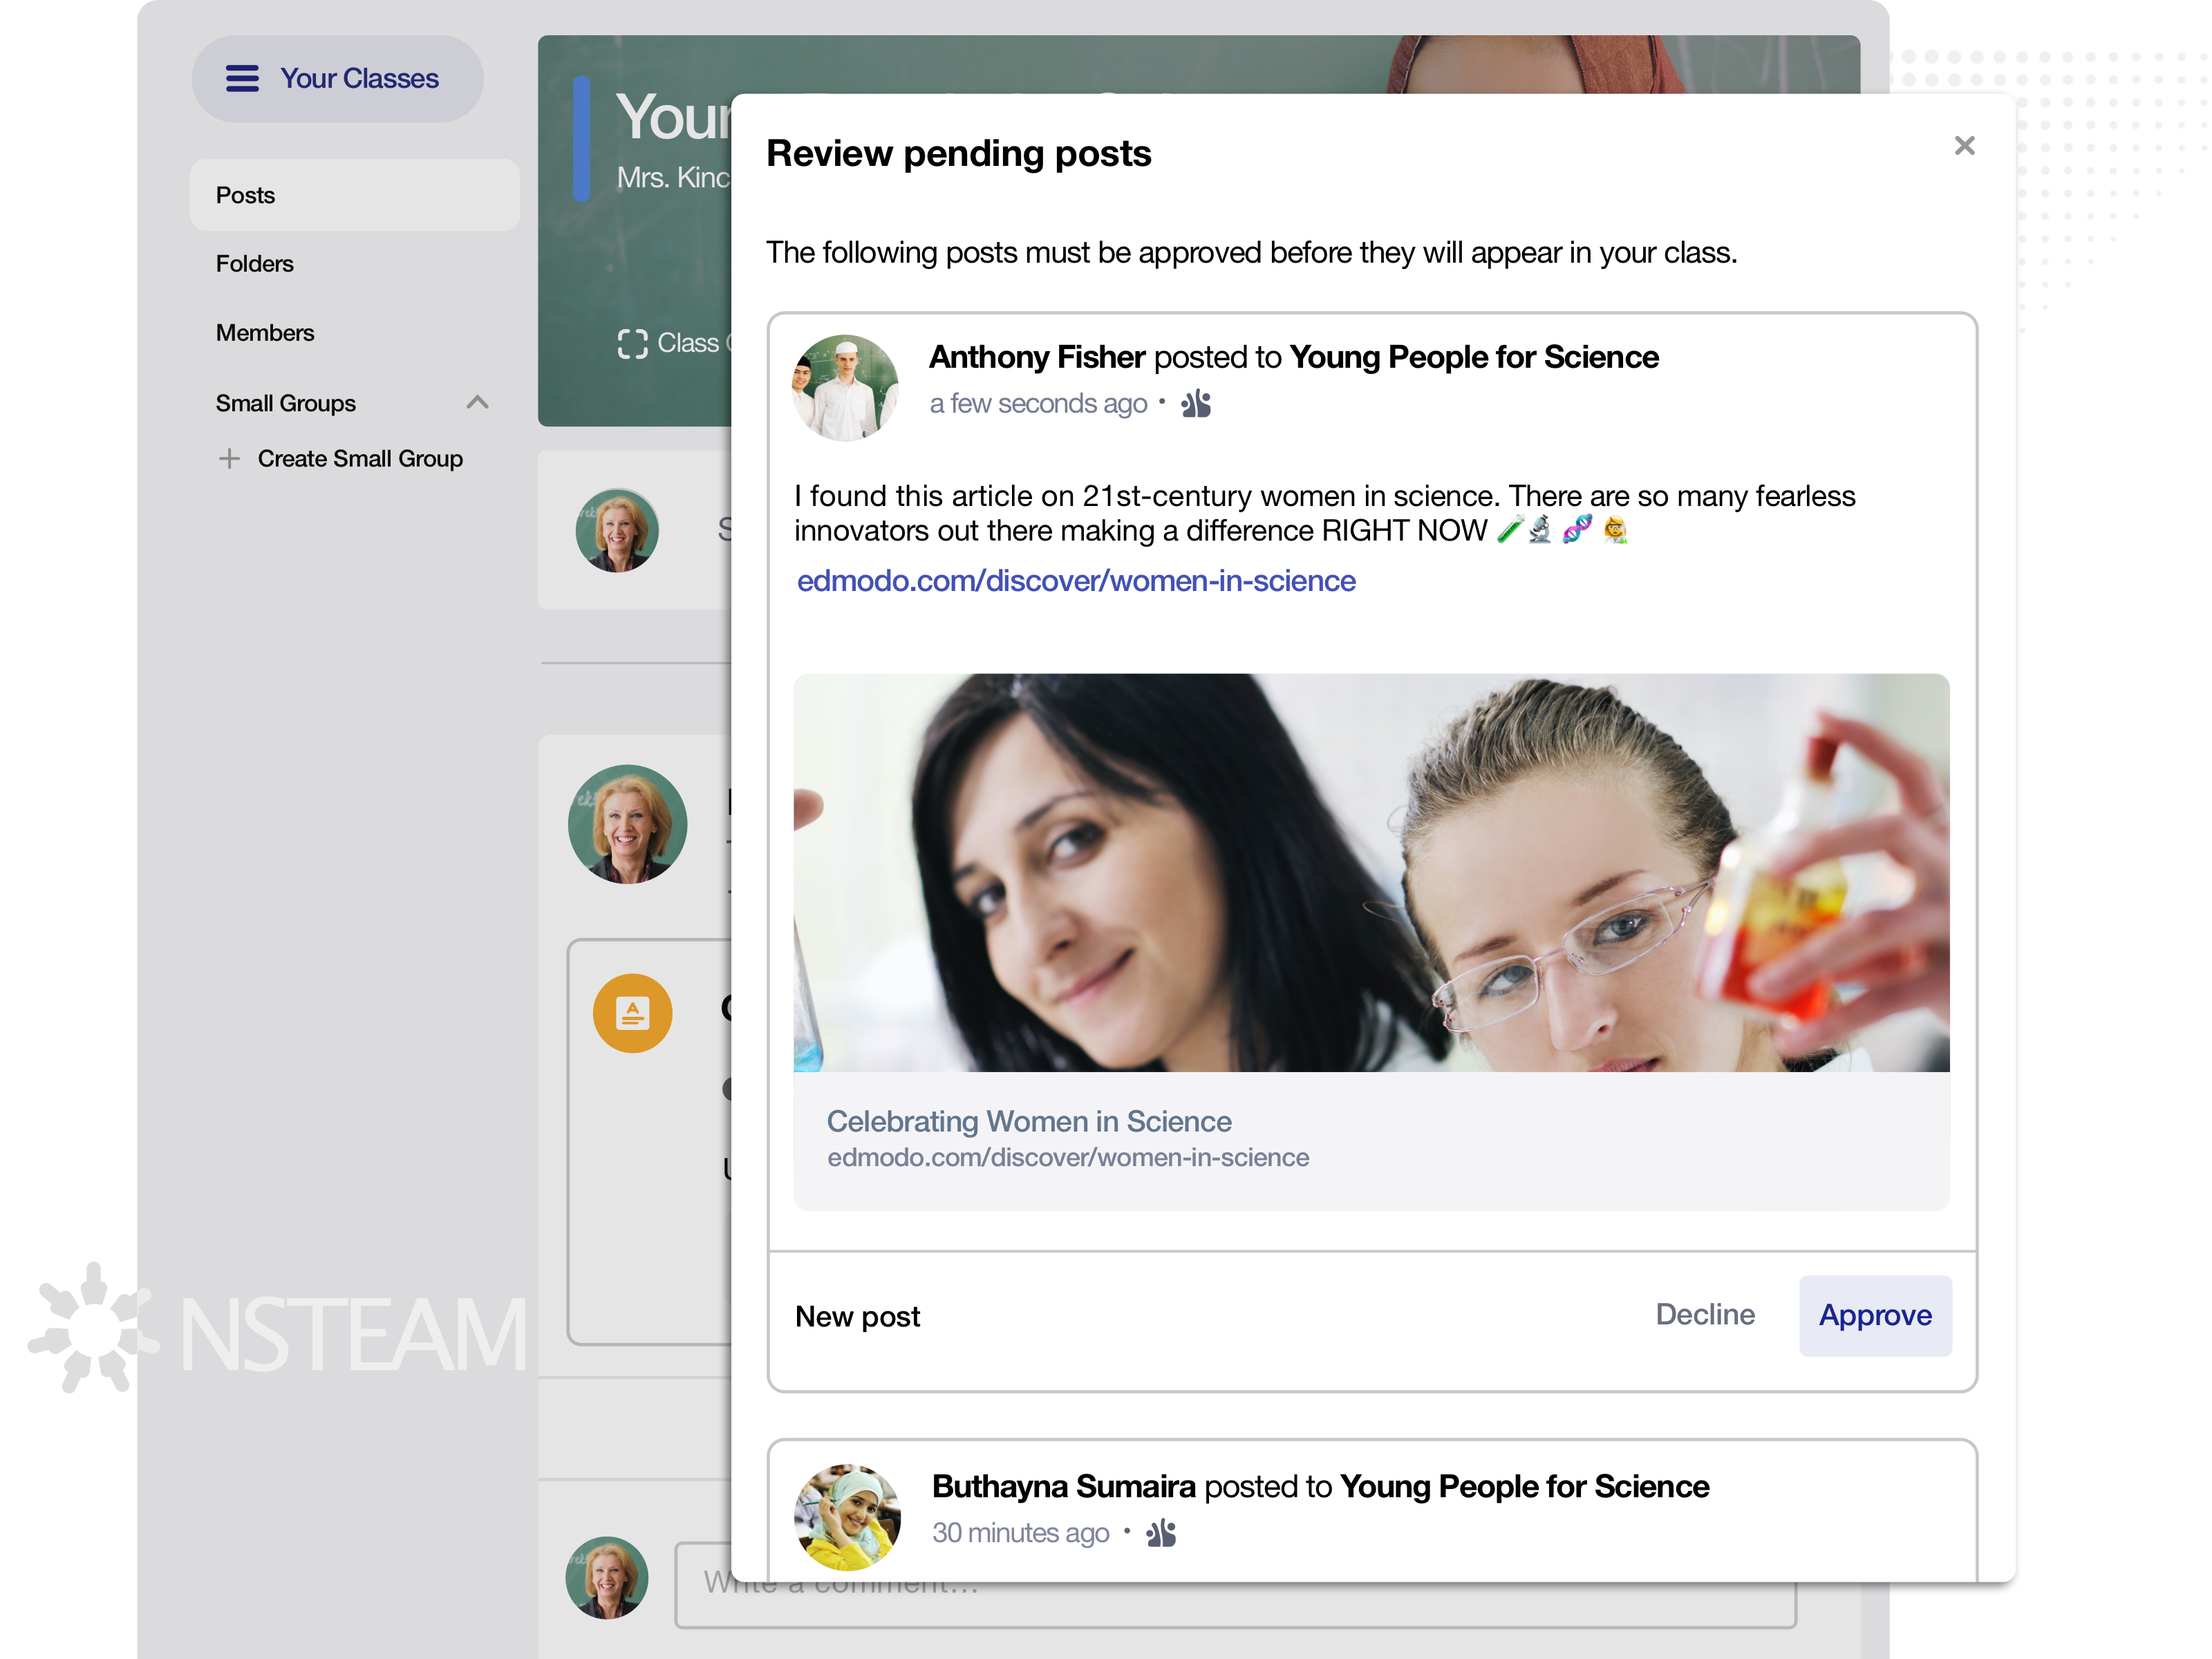 Your Classes
Posts
Folders
Members
Small Groups
Create Small Group
Mrs.
Class
Review pending posts
The following posts must be approved before they will appear in your class.
Anthony Fisher posted to Young People for Science
a few seconds ago •
I found this article on 21st-century women in science. There are so many fearless
innovators out there making a difference RIGHT NOW
edmodo.com/discover/women-in-science
Celebrating Women in Science
edmodo.com/discover/women-in-science
New post
Decline
Approve
Buthayna Sumaira posted to Young People for Science
30 minutes ago •
Write a comment...
NSTEAM